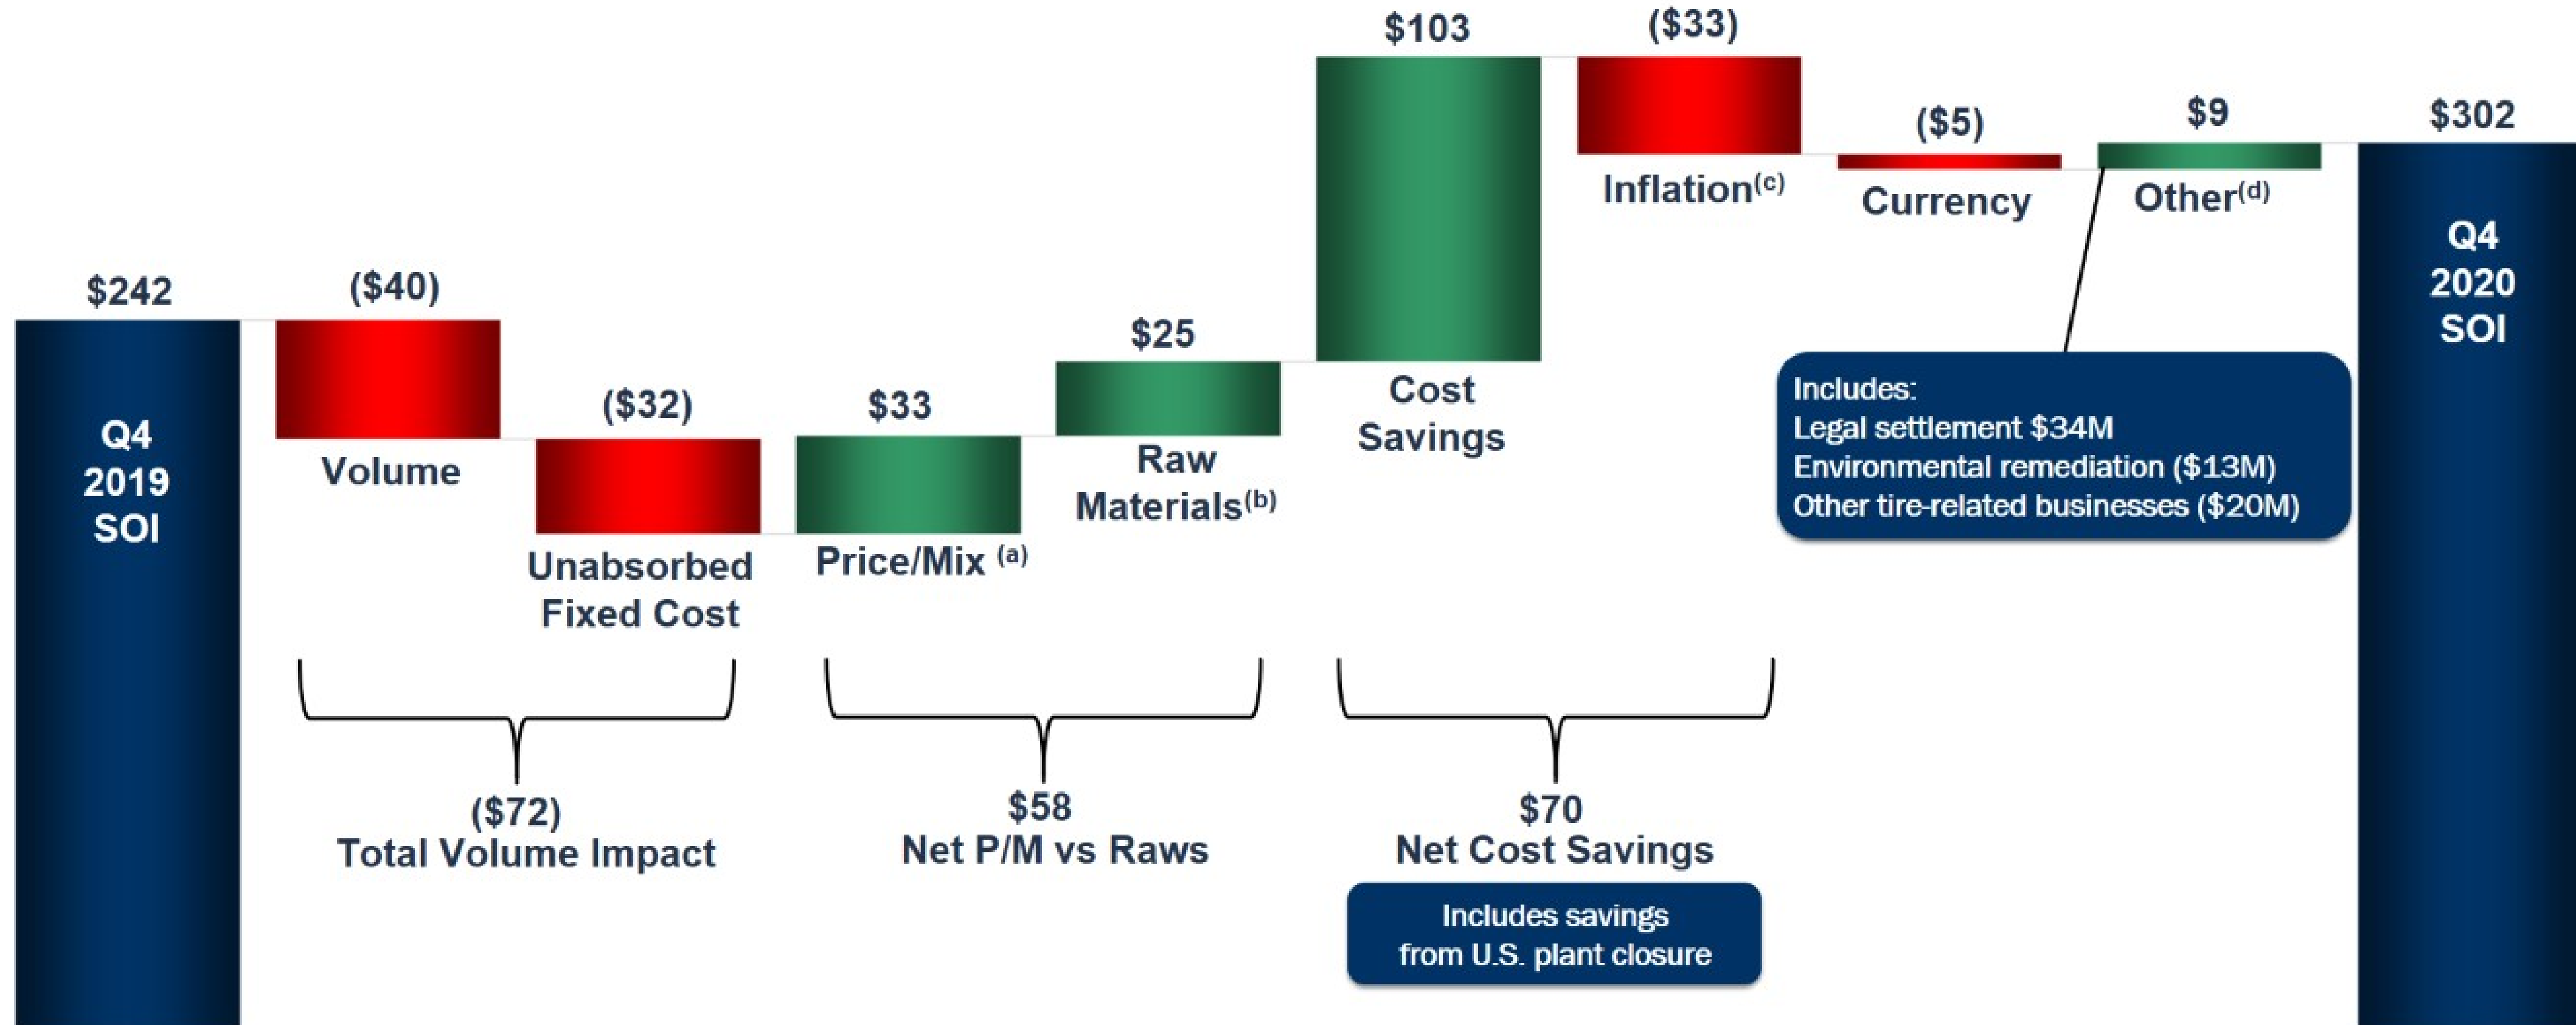 $242
Q4
2019
SOI
($40)
Volume
($32)
Unabsorbed
Fixed Cost
$33
Price/Mix (a)
$25
Raw
Materials(b)
$103
Cost
Savings
($33)
Inflation(c)
($5)
Currency
$9
Other(d)
$302
Q4
2020
SOI
Includes:
Legal settlement $34M
Environmental remediation ($13M)
Other tire-related businesses ($20M)
($72)
Total Volume Impact
$58
Net P/M vs Raws
$70
Net Cost Savings
Includes savings
from U.S. plant closure